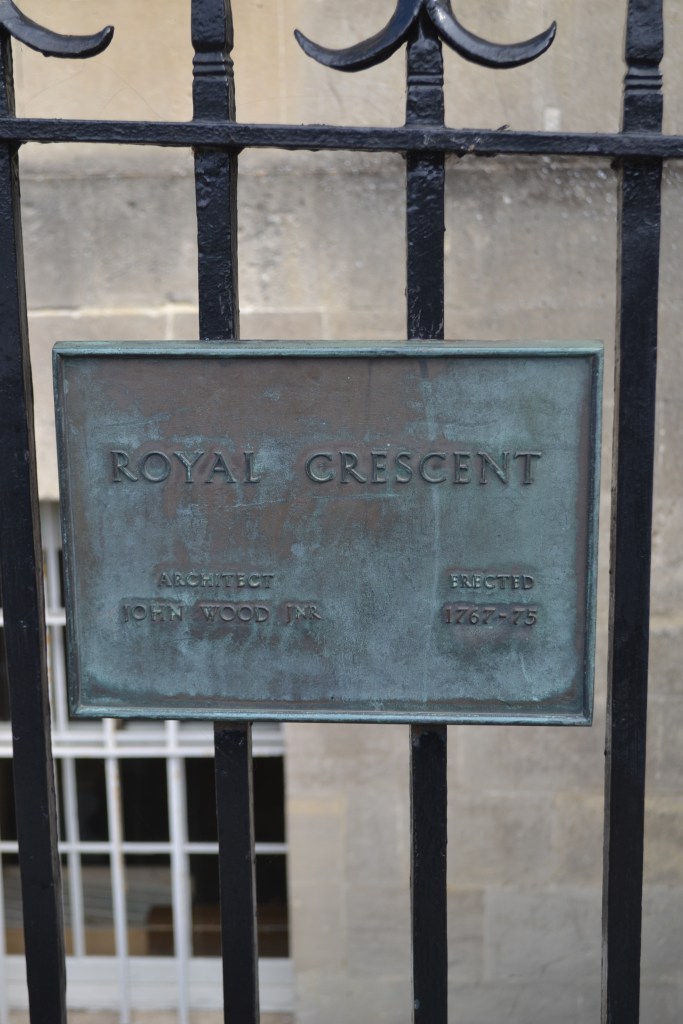 ROYAL CRESCENT
ARCHITECT
JOHN WOOD JNR
ERECTED
1767-75